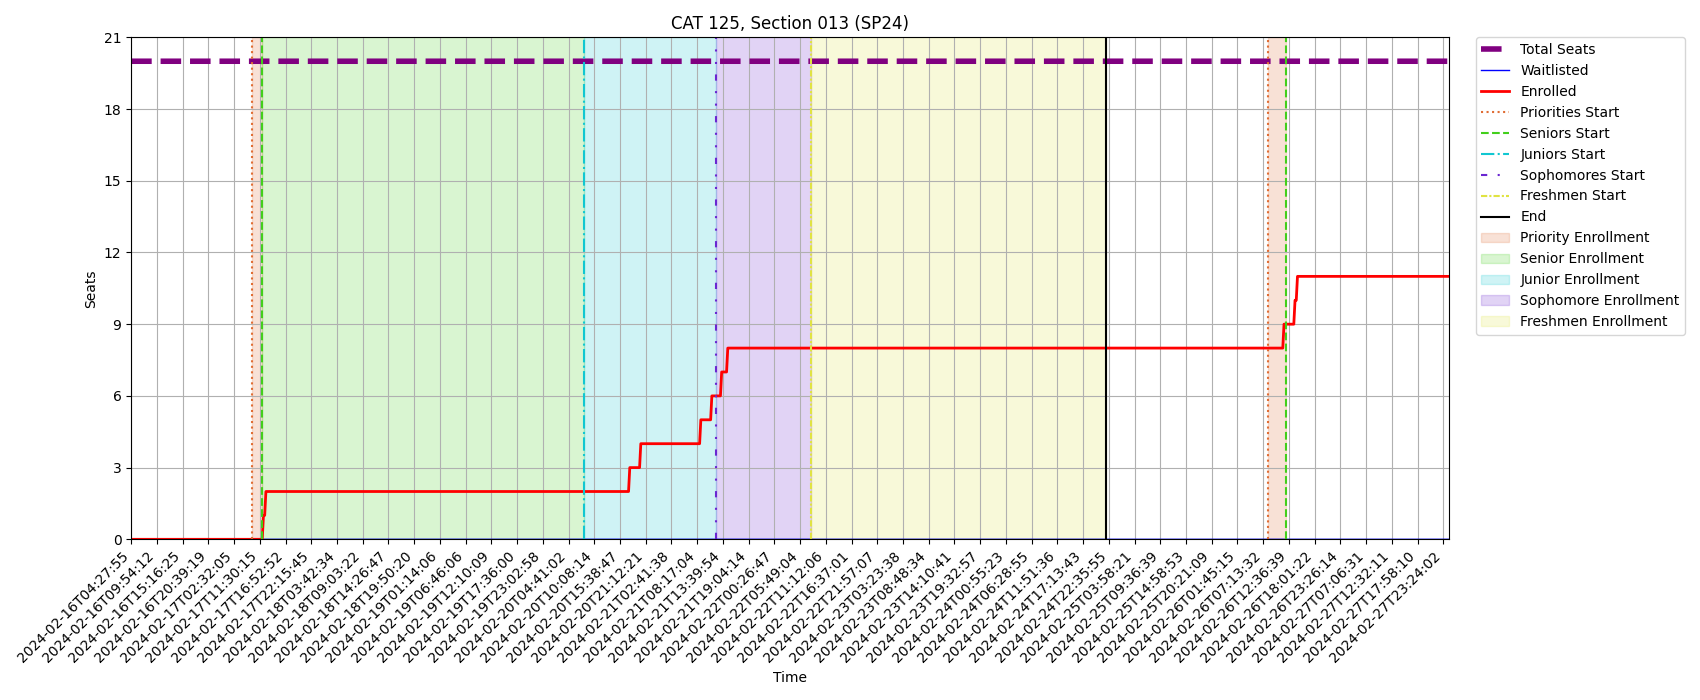 CAT 125, Section 013 (SP24)
21
18
15
12
9
6
3
0
Seats
2024-02-16T04:27:55
2024-02-16T09:54:12
2024-02-16T15:16:25
2024-02-16T20:39:19
2024-02-17T02:32:05
2024-02-17T11:30:15
2024-02-17T16:52:52
2024-02-17T22:15:45
2024-02-18T03:42:34
2024-02-18T09:03:22
2024-02-18T14:26:47
2024-02-18T19:50:20
2024-02-19T01:14:06
2024-02-19T06:46:06
2024-02-19T12:10:09
2024-02-19T17:36:00
2024-02-19T23:02:58
2024-02-20T04:41:02
2024-02-20T10:08:14
2024-02-20T15:38:47
2024-02-20T21:12:21
2024-02-21T02:41:38
2024-02-21T08:17:04
2024-02-21T13:39:54
2024-02-21T19:04:14
2024-02-22T00:26:47
2024-02-22T05:49:04
2024-02-22T11:12:06
2024-02-22T16:37:01
2024-02-22T21:57:07
2024-02-23T03:23:38
2024-02-23T08:48:34
2024-02-23T14:10:41
2024-02-23T19:32:57
2024-02-24T00:55:23
2024-02-24T06:28:55
2024-02-24T11:51:36
2024-02-24T17:13:43
2024-02-24T22:35:55
2024-02-25T03:58:21
2024-02-25T09:36:39
2024-02-25T14:58:53
2024-02-25T20:21:09
2024-02-26T01:45:15
2024-02-26T07:13:32
2024-02-26T12:36:39
2024-02-26T18:01:22
2024-02-26T23:26:14
2024-02-27T07:06:31
2024-02-27T12:32:11
2024-02-27T17:58:10
2024-02-27T23:24:02
Time
Total Seats
Waitlisted
Enrolled
Priorities Start
Seniors Start
Juniors Start
Sophomores Start
Freshmen Start
End
Priority Enrollment
Senior Enrollment
Junior Enrollment
Sophomore Enrollment
Freshmen Enrollment